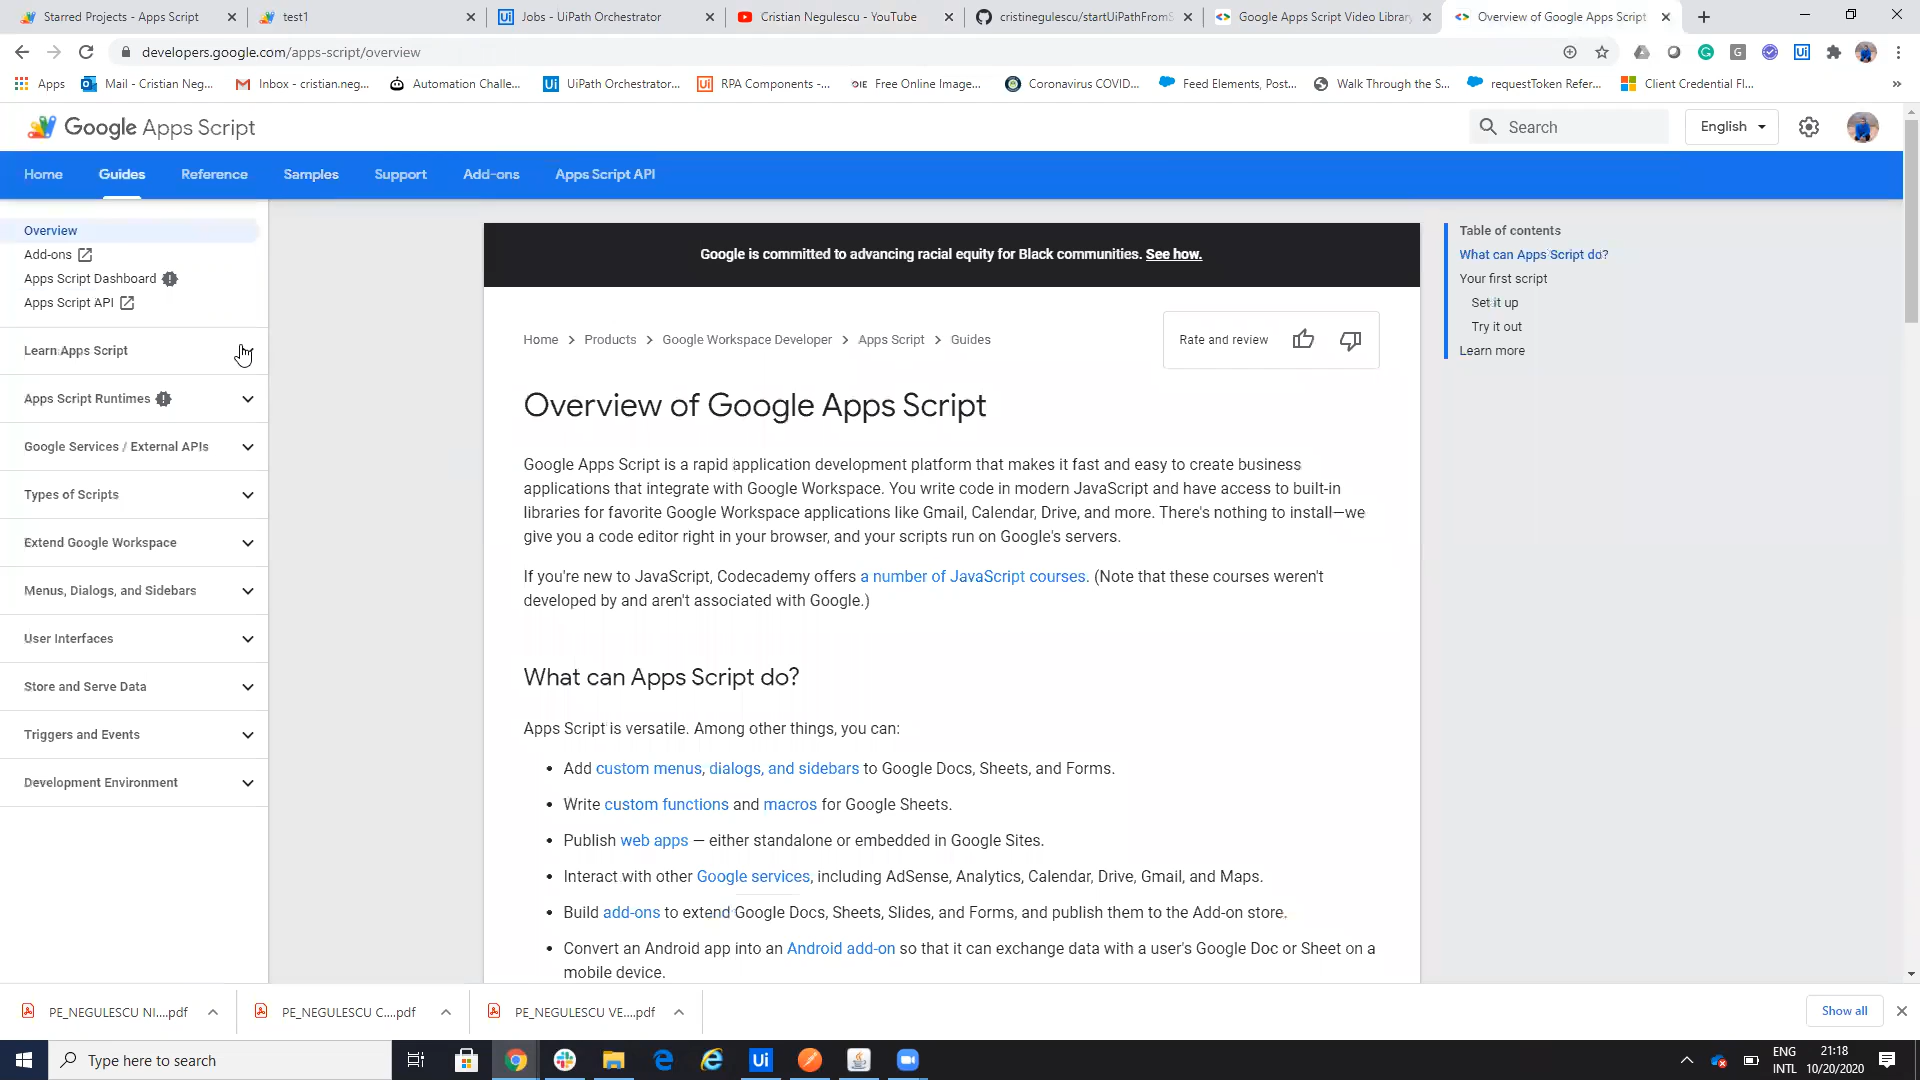 Starred Projects - Apps Script
test1
Jobs - UiPath Orchestrator
Cristian Negulescu - YouTube
cristinegulescu/startUiPathFromS
Google Apps Script Video Library
Overview of Google Apps Script
developers.google.com/apps-script/overview
Apps
Mail - Cristian Neg...
Inbox - cristian.neg...
Automation Challe...
UiPath Orchestrator...
RPA Components -...
Free Online Image...
Coronavirus COVID...
Feed Elements, Post...
Walk Through the S...
requestToken Refer...
Client Credential Fl...
»
Google Apps Script
Search
English
Home
Guides
Reference
Samples
Support
Add-ons
Apps Script API
Overview
Add-ons
Apps Script Dashboard
Apps Script API
Learn Apps Script
Apps Script Runtimes
Google Services / External APIs
Types of Scripts
Extend Google Workspace
Menus, Dialogs, and Sidebars
User Interfaces
Store and Serve Data
Triggers and Events
Development Environment
Google is committed to advancing racial equity for Black communities. See how.
Home > Products > Google Workspace Developer > Apps Script > Guides
Rate and review
Overview of Google Apps Script
Google Apps Script is a rapid application development platform that makes it fast and easy to create business
applications that integrate with Google Workspace. You write code in modern JavaScript and have access to built-in
libraries for favorite Google Workspace applications like Gmail, Calendar, Drive, and more. There's nothing to install—we
give you a code editor right in your browser, and your scripts run on Google's servers.
If you're new to JavaScript, Codecademy offers a number of JavaScript courses. (Note that these courses weren't
developed by and aren't associated with Google.)
What can Apps Script do?
Apps Script is versatile. Among other things, you can:
• Add custom menus, dialogs, and sidebars to Google Docs, Sheets, and Forms.
• Write custom functions and macros for Google Sheets.
• Publish web apps — either standalone or embedded in Google Sites.
• Interact with other Google services, including AdSense, Analytics, Calendar, Drive, Gmail, and Maps.
• Build add-ons to extend Google Docs, Sheets, Slides, and Forms, and publish them to the Add-on store.
• Convert an Android app into an Android add-on so that it can exchange data with a user's Google Doc or Sheet on a
mobile device.
Table of contents
What can Apps Script do?
Your first script
Set it up
Try it out
Learn more
PE_NEGULESCU NI....pdf
PE_NEGULESCU C....pdf
PE_NEGULESCU VE....pdf
Show all
Type here to search
ENG
INTL
21:18
10/20/2020